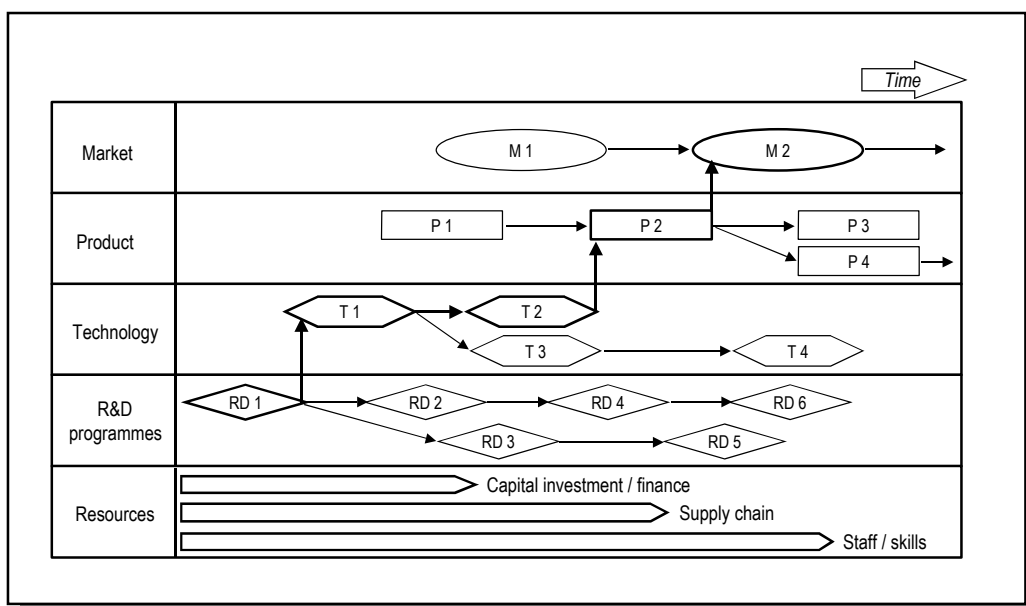 Time
Market
M 1
M 2
Product
P 1
P 2
P 3
P 4
Technology
T 1
T 2
T 3
T 4
R&D
programmes
RD 1
RD 2
RD 4
RD 6
RD 3
RD 5
Resources
Capital investment / finance
Supply chain
Staff / skills